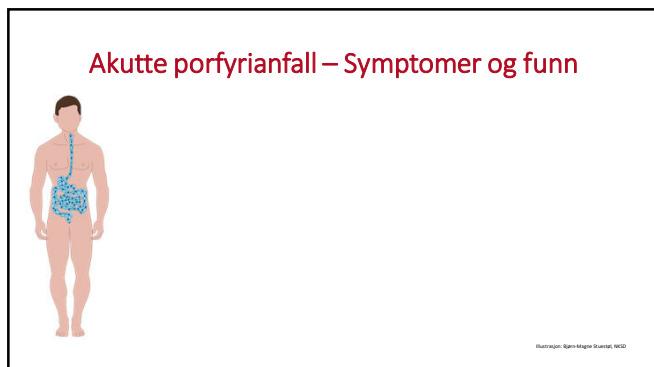 Akutte porfyrianfall – Symptomer og funn
Illustrasjon: Bjørn-Magne Stuestøl, NKSD